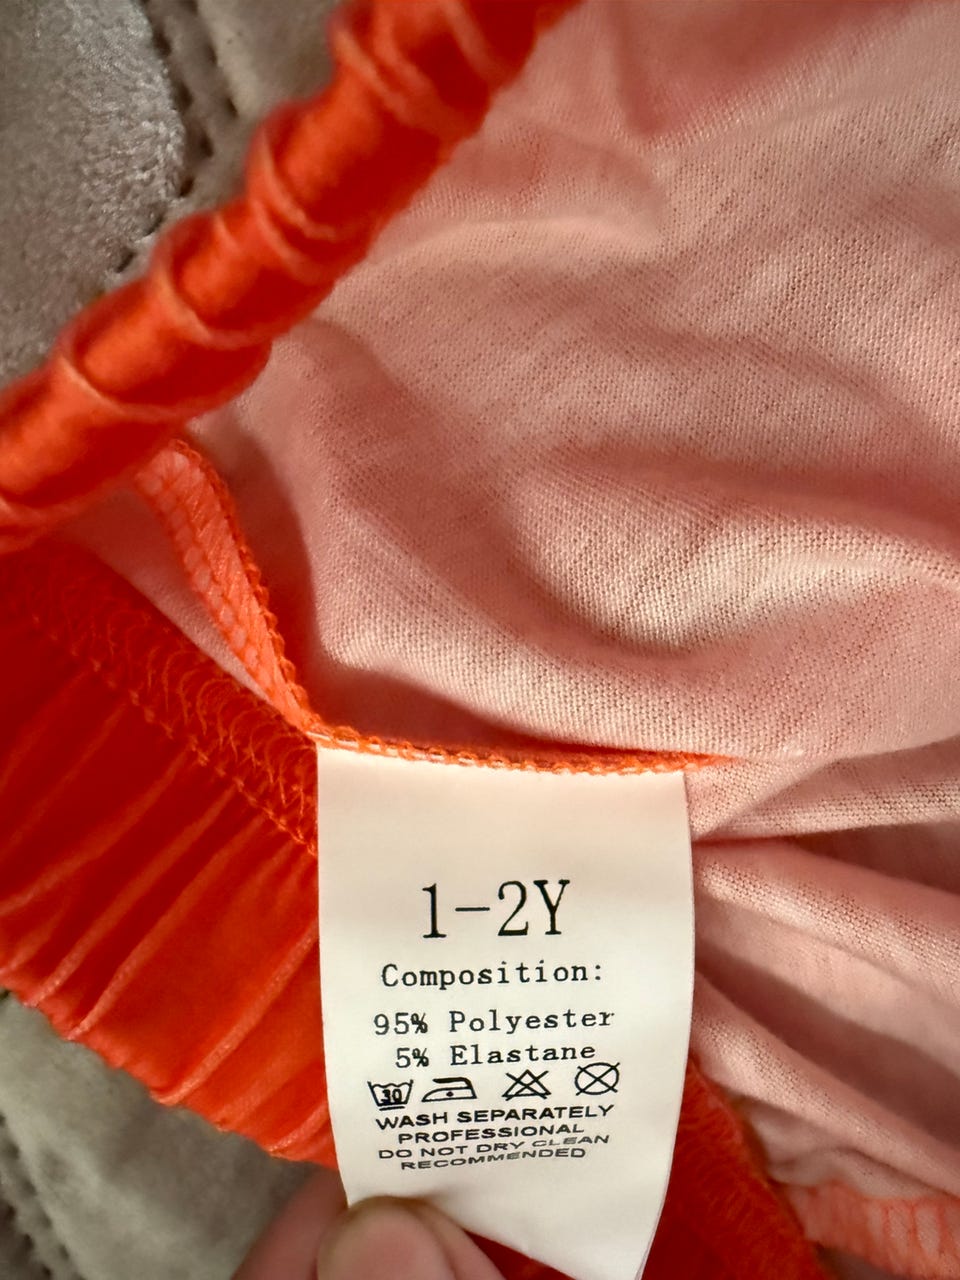 1-2Y
Composition:
95% Polyester
5% Elastane
30
WASH SEPARATELY
PROFESSIONAL
DO NOT DRY CLEAN
RECOMMENDED